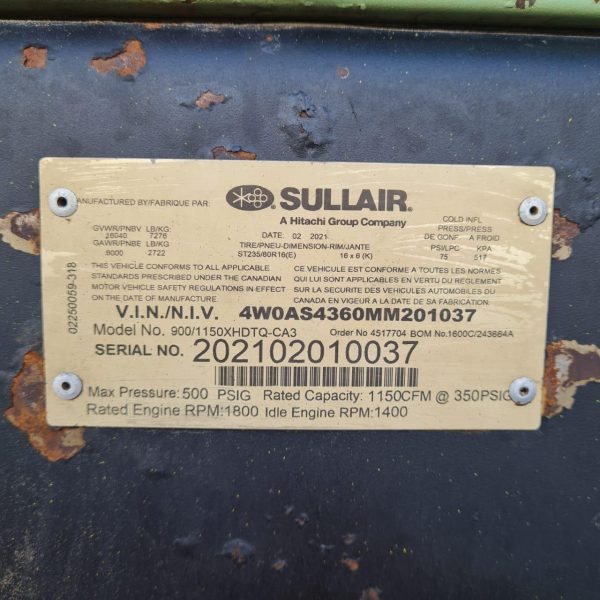 MANUFACTURED BY/FABRIQUE PAR:
SULLAIR.
A Hitachi Group Company
GVWR/PNBV LB/KG:
16040 7276
GAWR/PNBE LB/KG
6000 2722
DATE: 02 2021
TIRE/PNEU-DIMENSION-RIM/JANTE
ST235/80R16(E) 16 x 6 (K)
COLD INFL
PRESS/PRESS
DE GONF. A FROID
PSI/LPC KPA
75 517
THIS VEHICLE CONFORMS TO ALL APPLICABLE
STANDARDS PRESCRIBED UNDER THE CANADIAN
MOTOR VEHICLE SAFETY REGULATIONS IN EFFECT
ON THE DATE OF MANUFACTURE
CE VEHICULE EST CONFORME A TOUTES LES NORMES
QUI LUI SONT APPLICABLES EN VERTU DU REGLEMENT
SUR LA SECURITE DES VEHICULES AUTOMOBILES DU
CANADA EN VIGEUR A LA DATE DE SA FABRICATION
02250059-318
V.I.N./N.I.V. 4W0AS4360MM201037
Model No. 900/1150XHDTQ-CA3 Order No 4517704 BOM No.1600C/243664A
SERIAL NO. 202102010037
Max Pressure: 500 PSIG Rated Capacity: 1150CFM @ 350PSIG
Rated Engine RPM:1800 Idle Engine RPM:1400